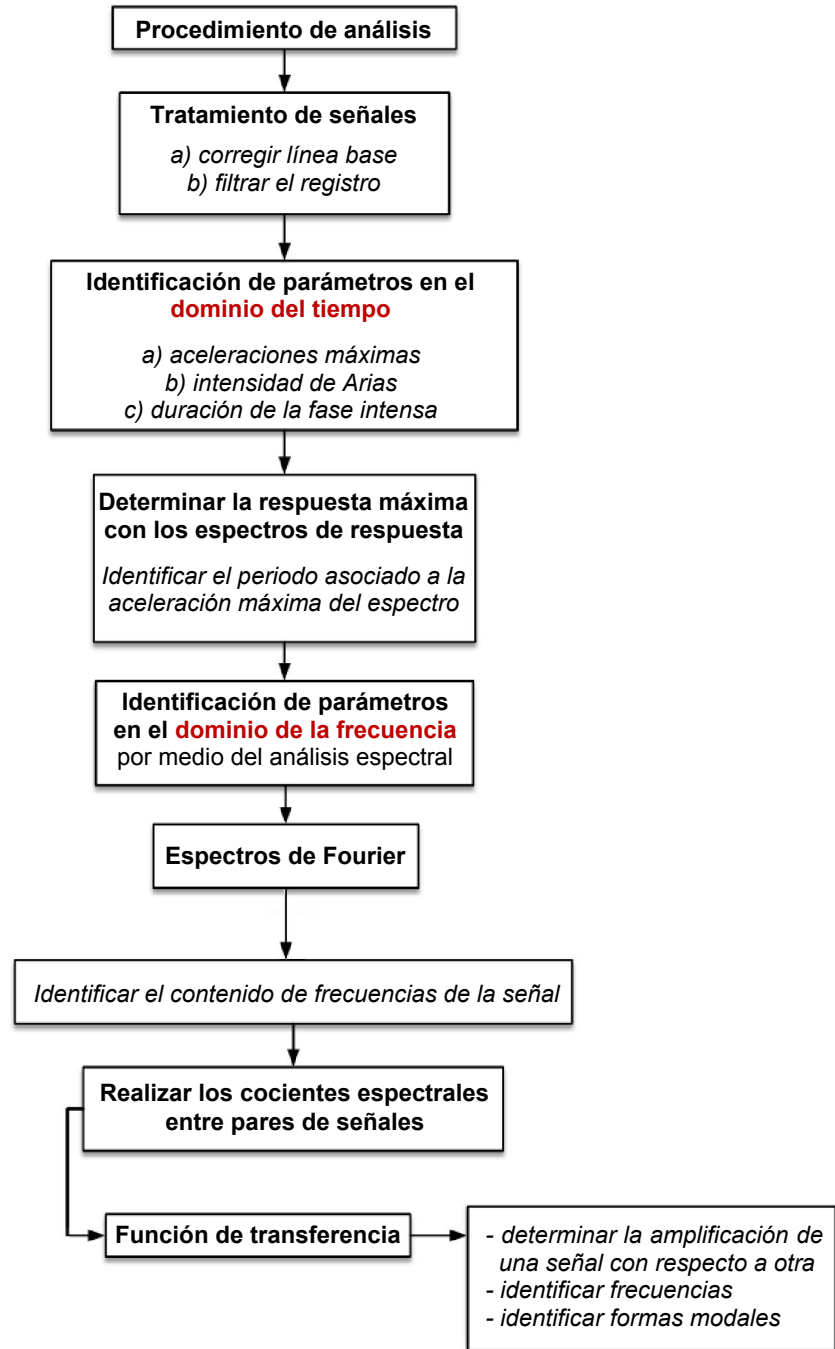 Procedimiento de análisis
Tratamiento de señales
a) corregir línea base
b) filtrar el registro
Identificación de parámetros en el
dominio del tiempo
a) aceleraciones máximas
b) intensidad de Arias
c) duración de la fase intensa
Determinar la respuesta máxima
con los espectros de respuesta
Identificar el periodo asociado a la
aceleración máxima del espectro
Identificación de parámetros
en el dominio de la frecuencia
por medio del análisis espectral
Espectros de Fourier
Identificar el contenido de frecuencias de la señal
Realizar los cocientes espectrales
entre pares de señales
Función de transferencia
- determinar la amplificación de
una señal con respecto a otra
- identificar frecuencias
- identificar formas modales